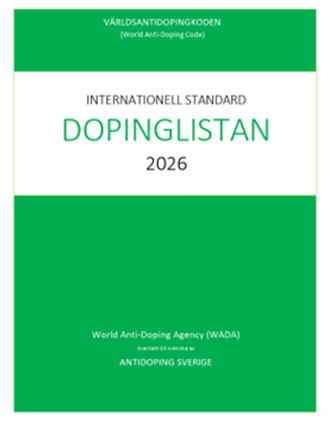 VÄRLDSANTIDOPINGKODEN
(World Anti-Doping Code)
INTERNATIONELL STANDARD
DOPINGLISTAN
2026
World Anti-Doping Agency (WADA)
översatt till svenska av
ANTIDOPING SVERIGE